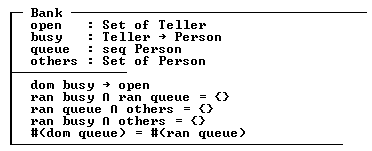 Bank
open : Set of Teller
busy : Teller → Person
queue : seq Person
others : Set of Person
dom busy → open
ran busy ∩ ran queue = {}
ran queue ∩ others = {}
ran busy ∩ others = {}
#(dom queue) = #(ran queue)